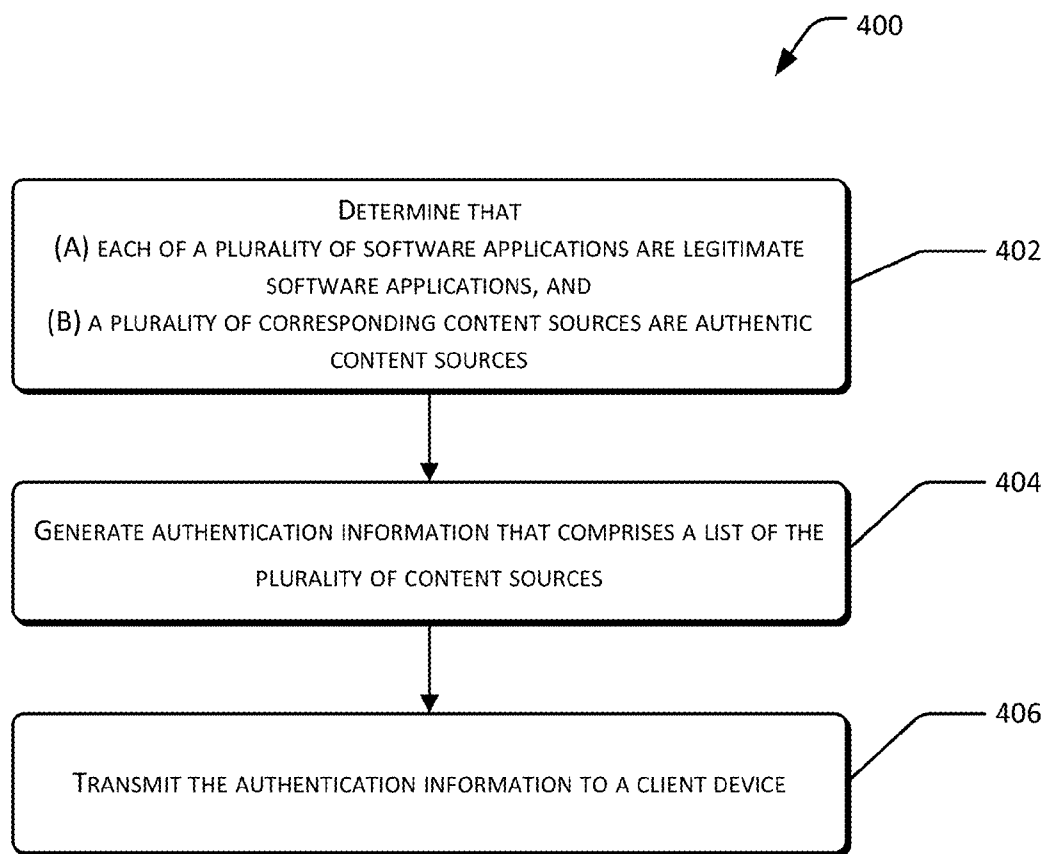 400
DETERMINE THAT
(A) EACH OF A PLURALITY OF SOFTWARE APPLICATIONS ARE LEGITIMATE
SOFTWARE APPLICATIONS, AND
(B) A PLURALITY OF CORRESPONDING CONTENT SOURCES ARE AUTHENTIC
CONTENT SOURCES
402
GENERATE AUTHENTICATION INFORMATION THAT COMPRISES A LIST OF THE
PLURALITY OF CONTENT SOURCES
404
TRANSMIT THE AUTHENTICATION INFORMATION TO A CLIENT DEVICE
406